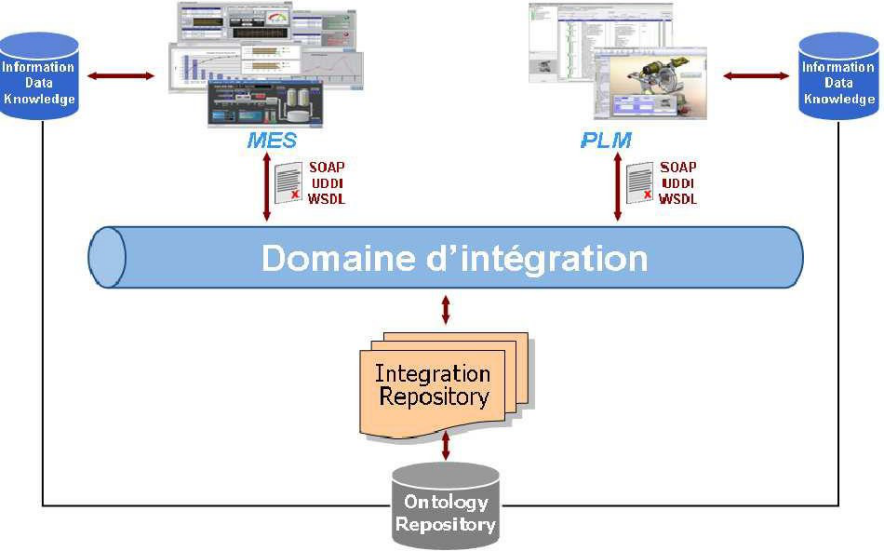 Information
Data
Knowledge
MES
PLM
Information
Data
Knowledge
SOAP
UDDI
WSDL
SOAP
UDDI
WSDL
Domaine d'intégration
Integration
Repository
Ontology
Repository